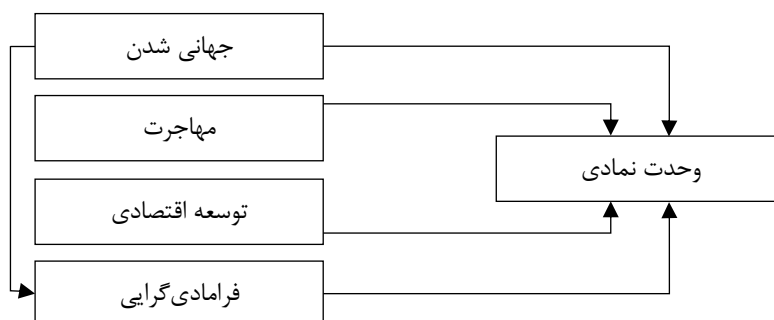 جهانی شدن
مهاجرت
وحدت نمادی
توسعه اقتصادی
فرامادی‌گرایی